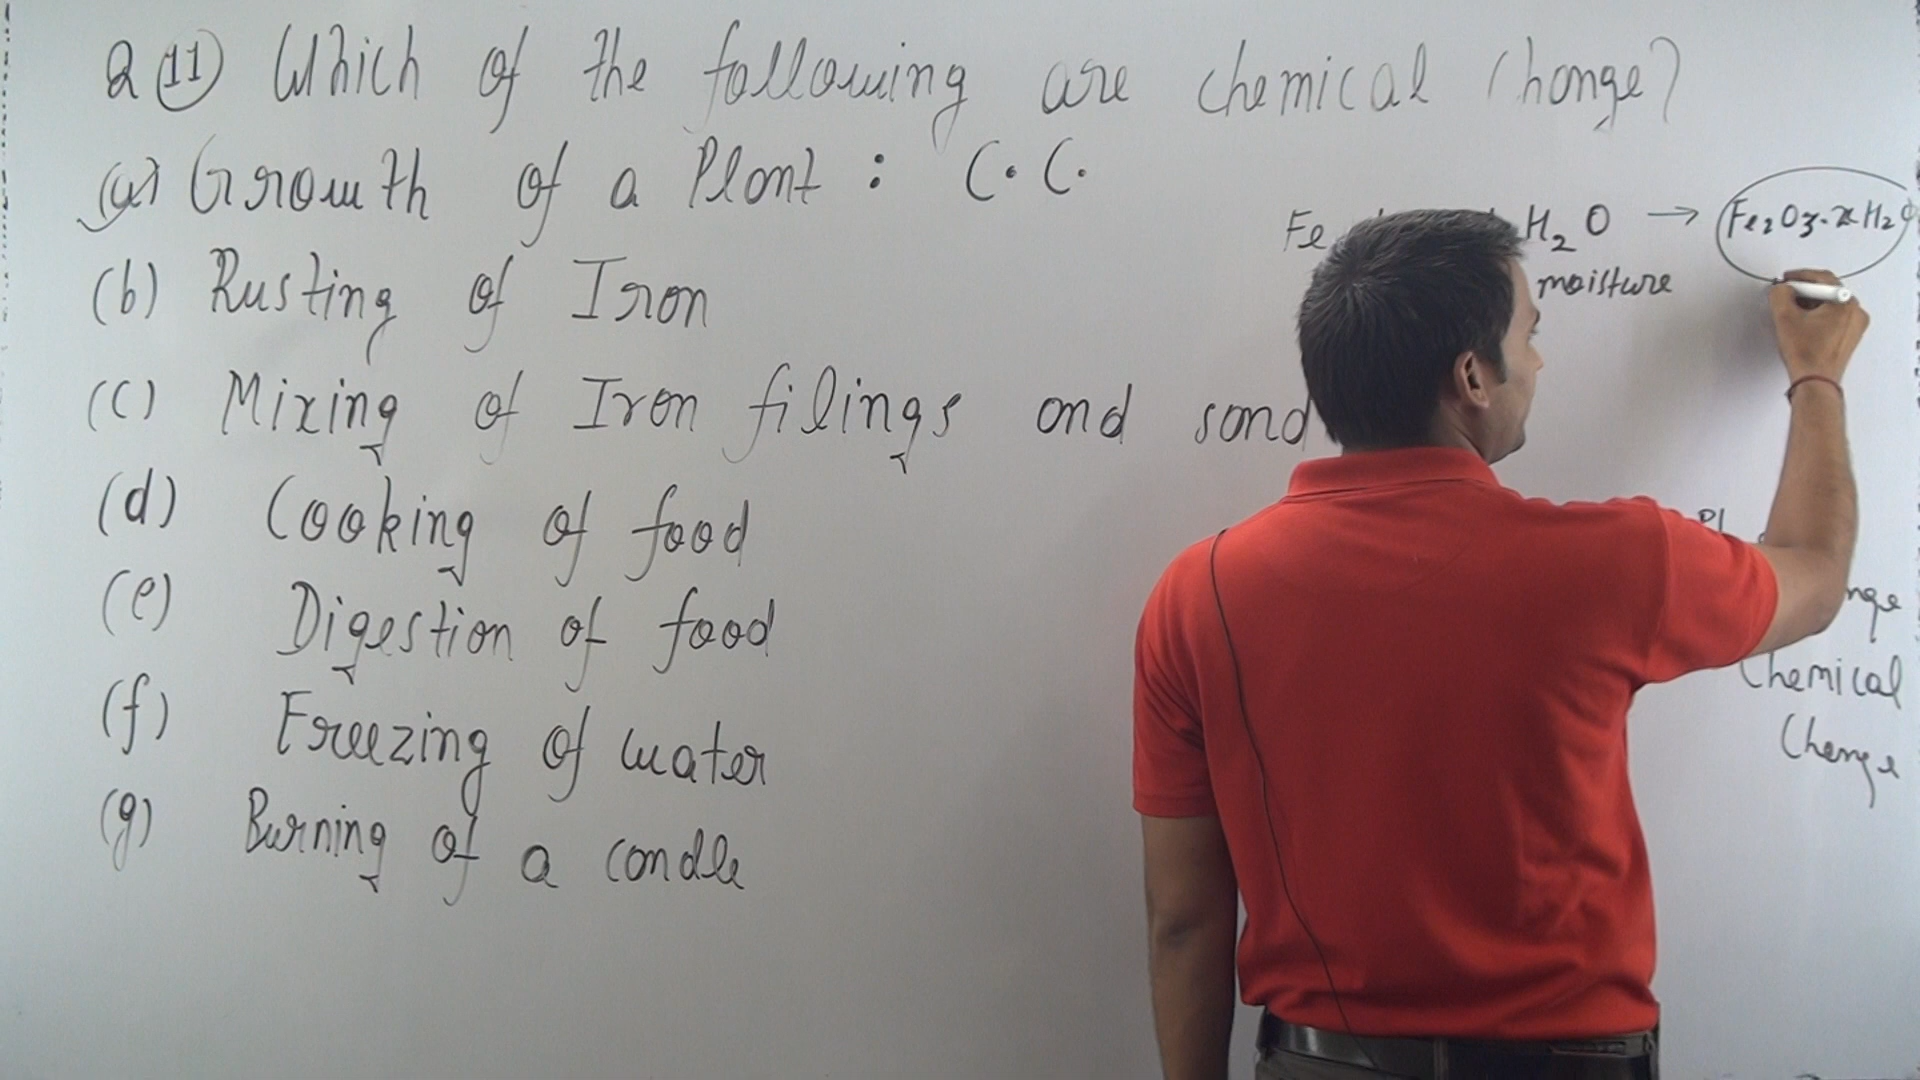 Q (11) Which of the following are chemical change?
(a) Growth of a Plant : C.C.
Fe H₂O → Fe₂O₃.xH₂O
moisture
(b) Rusting of Iron
(c) Mixing of Iron filings and sand
(d) Cooking of food
(e) Digestion of food
(f) Freezing of water
Chemical
Change
(g) Burning of a candle